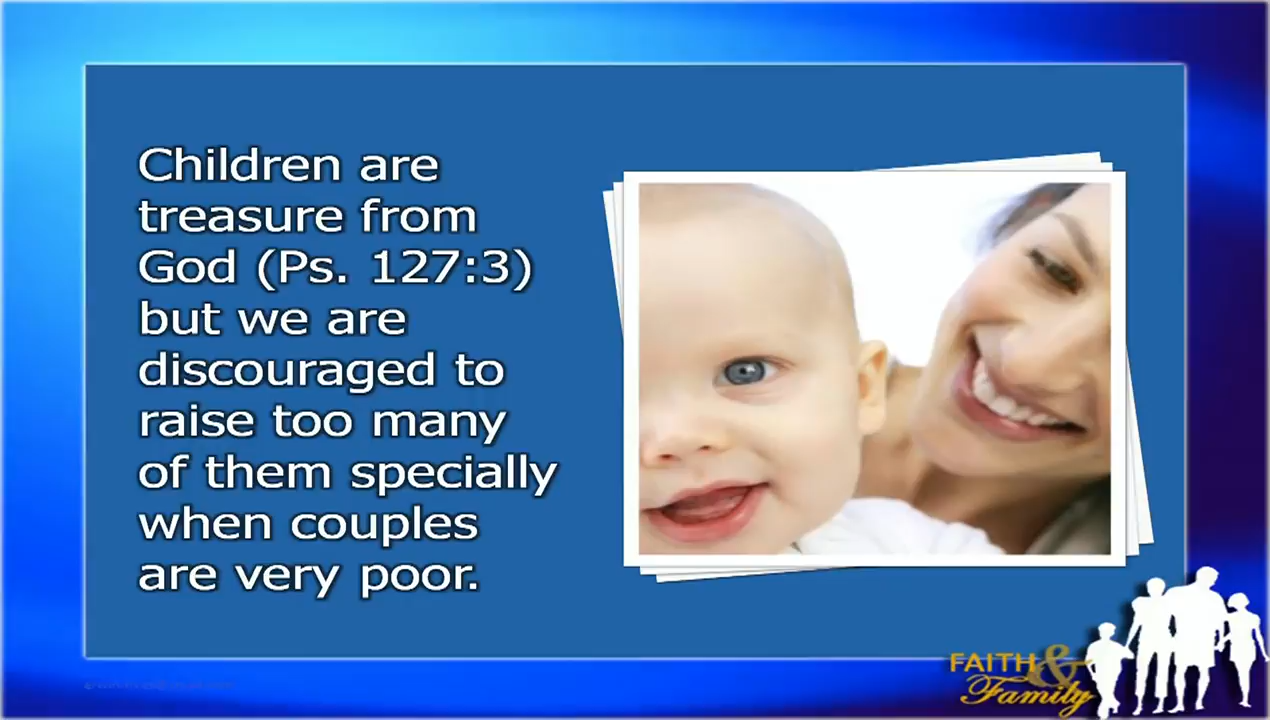 Children are
treasure from
God (Ps. 127:3)
but we are
discouraged to
raise too many
of them specially
when couples
are very poor.
FAITH &
Family